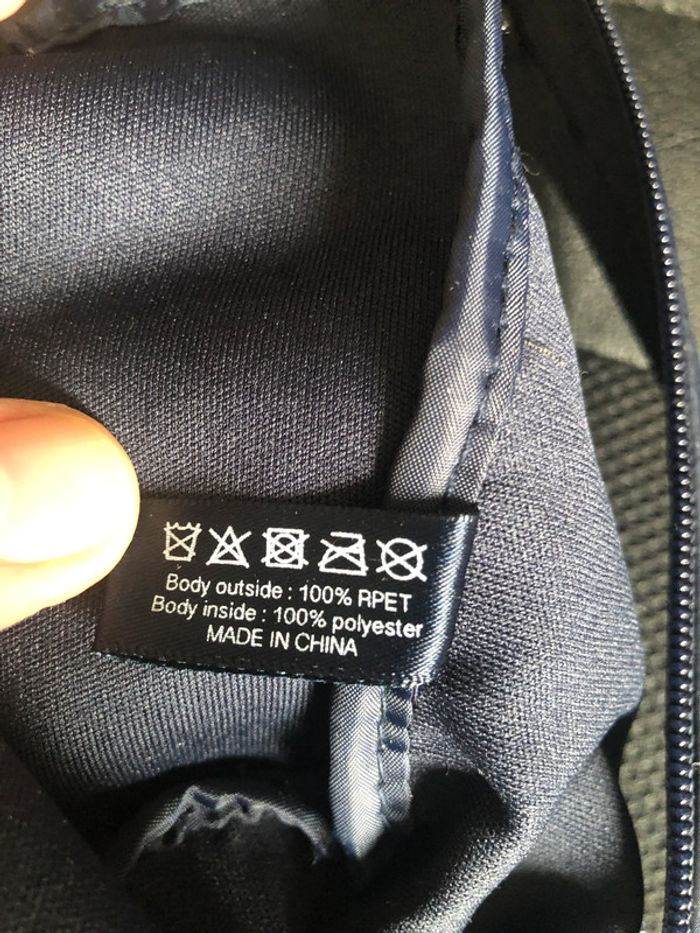 Body outside : 100% RPET
Body inside : 100% polyester
MADE IN CHINA